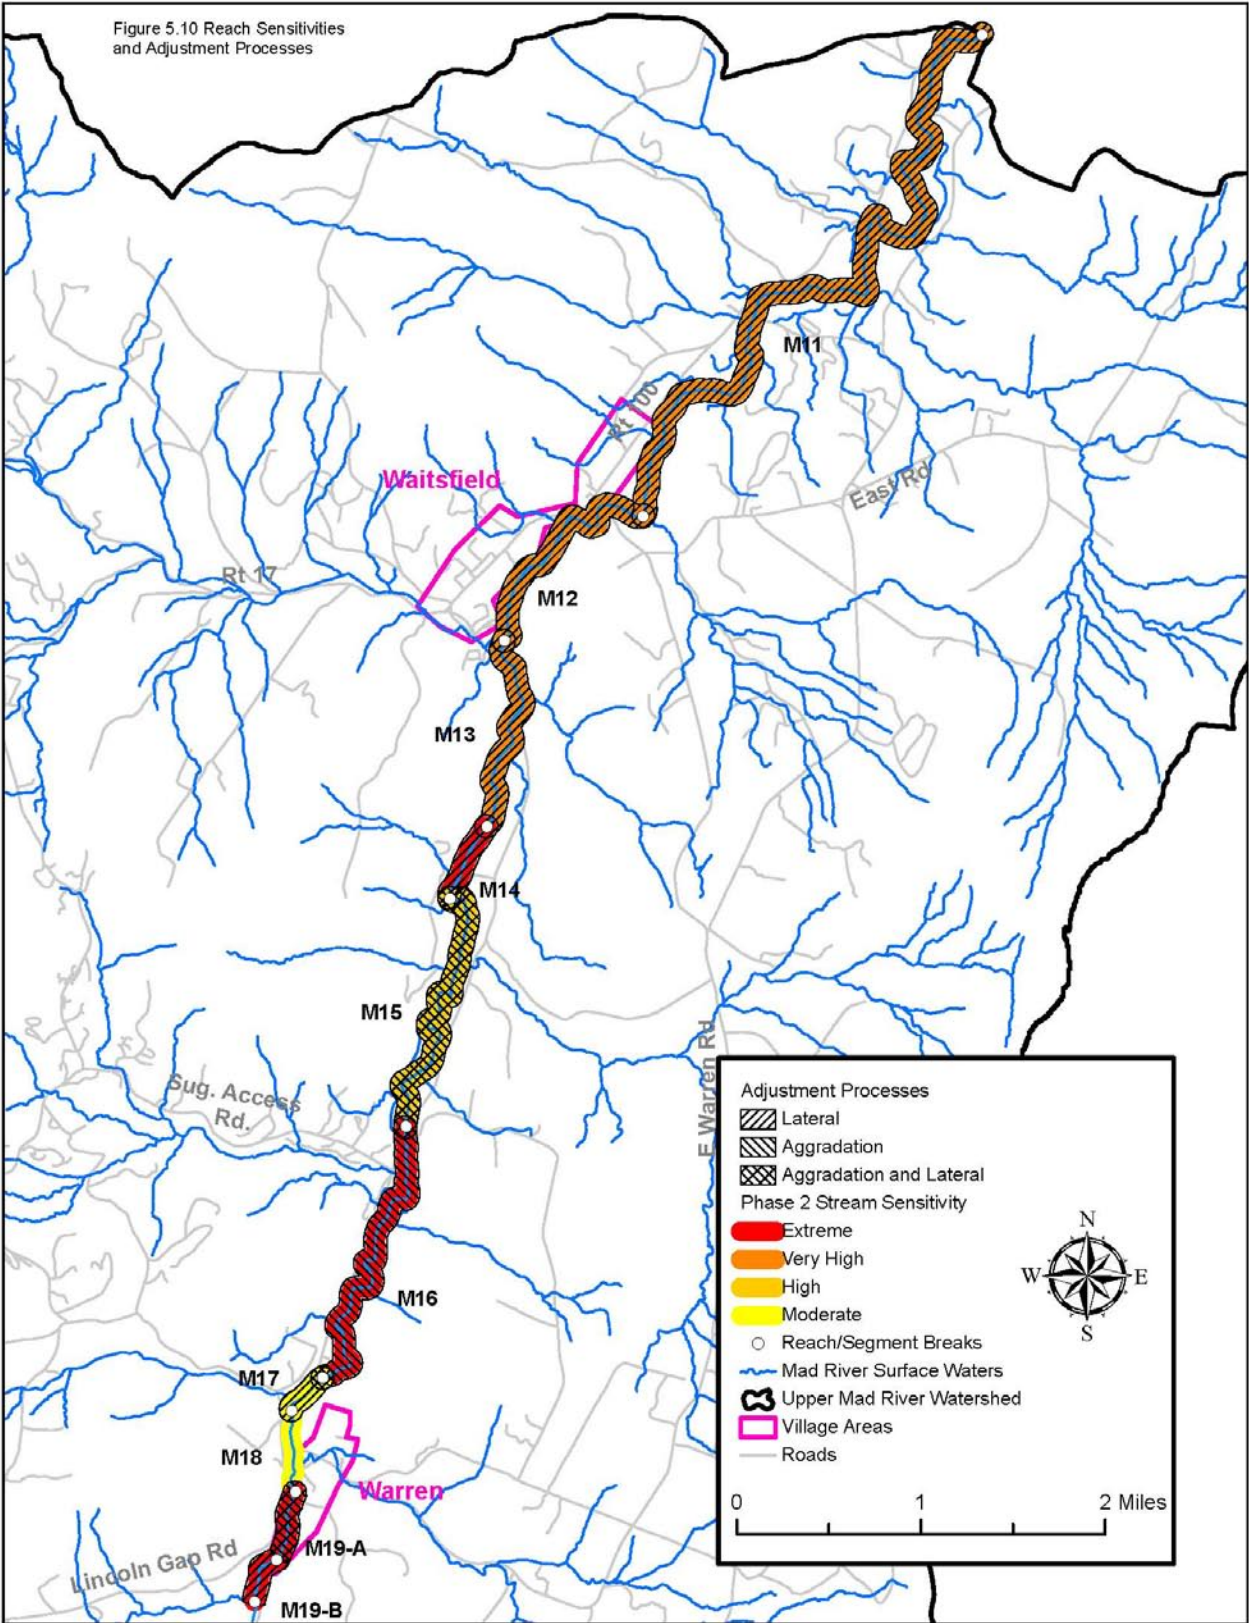 Figure 5.10 Reach Sensitivities
and Adjustment Processes
M11
Rt 100
Waitsfield
East Rd
Rt 17
M12
M13
M14
M15
Sug. Access
Rd.
E Warren Rd
M16
M17
M18
Warren
M19-A
Lincoln Gap Rd
M19-B
Adjustment Processes
Lateral
Aggradation
Aggradation and Lateral
Phase 2 Stream Sensitivity
Extreme
Very High
High
Moderate
Reach/Segment Breaks
Mad River Surface Waters
Upper Mad River Watershed
Village Areas
Roads
N
W E
S
0 1 2 Miles